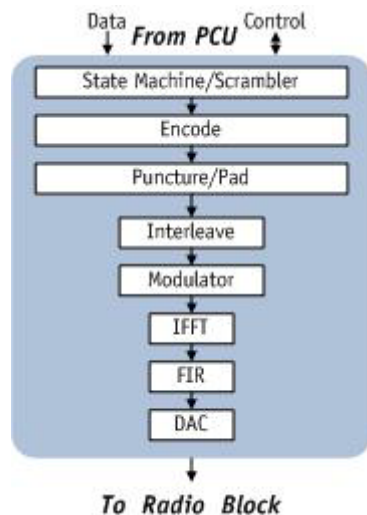 Data Control
From PCU
State Machine/Scrambler
Encode
Puncture/Pad
Interleave
Modulator
IFFT
FIR
DAC
To Radio Block